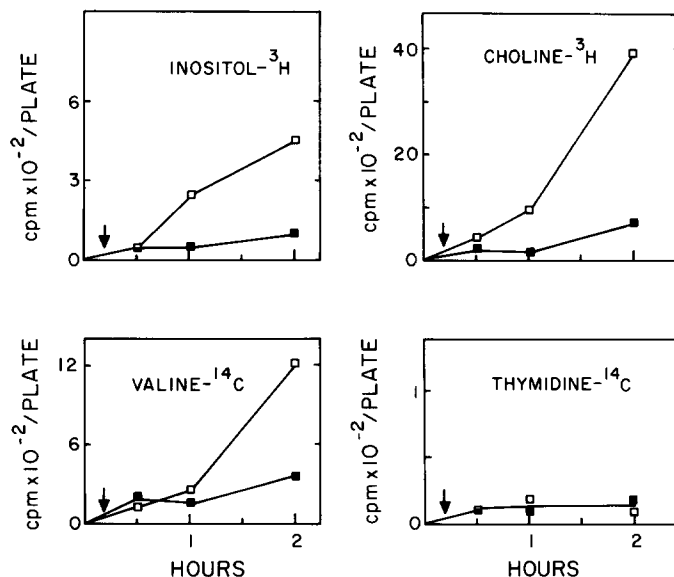 INOSITOL-³H
cpm x 10⁻²/PLATE
6
3
0
CHOLINE-³H
cpm x 10⁻²/PLATE
40
20
0
VALINE-¹⁴C
cpm x 10⁻²/PLATE
12
6
0
1
2
HOURS
THYMIDINE-¹⁴C
cpm x 10⁻²/PLATE
1
0
1
2
HOURS